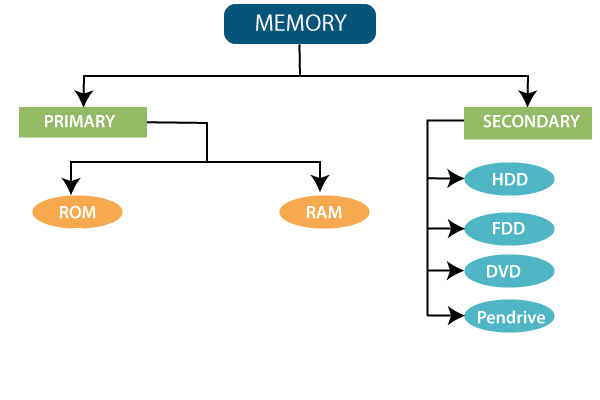 MEMORY
PRIMARY
SECONDARY
ROM
RAM
HDD
FDD
DVD
Pendrive